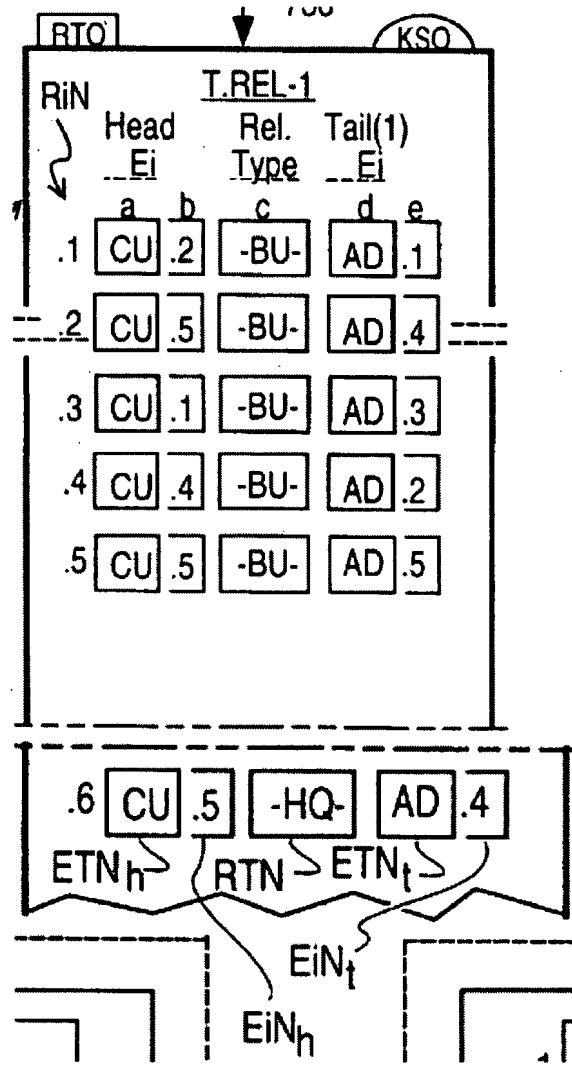 RTO KSO
T.REL-1
RiN
Head Rel. Tail(1)
Ei Type Ei
a b c d e
.1 CU .2 -BU- AD .1
.2 CU .5 -BU- AD .4
.3 CU .1 -BU- AD .3
.4 CU .4 -BU- AD .2
.5 CU .5 -BU- AD .5
.6 CU .5 -HQ- AD .4
ETNh RTN ETNt
EiNt
EiNh